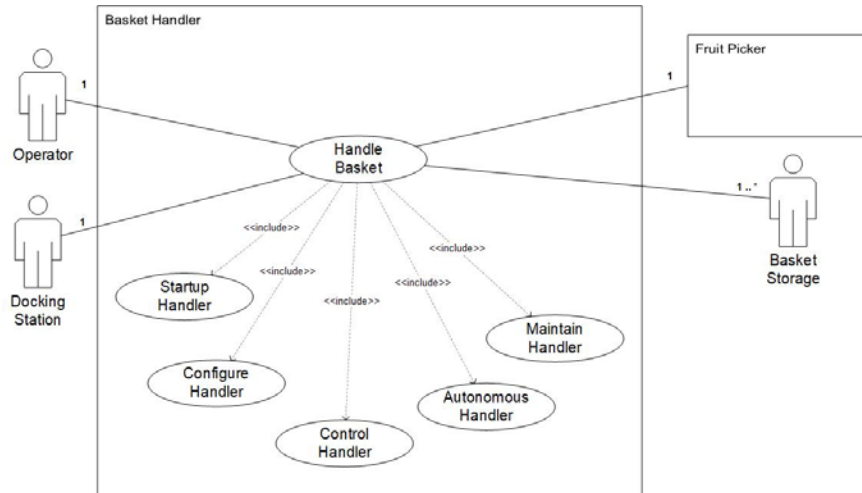 Basket Handler
Fruit Picker
1
1
Operator
Handle
Basket
1
1..*
Docking
Station
Basket
Storage
<<include>>
<<include>>
<<include>>
<<include>>
<<include>>
Startup
Handler
Configure
Handler
Control
Handler
Autonomous
Handler
Maintain
Handler